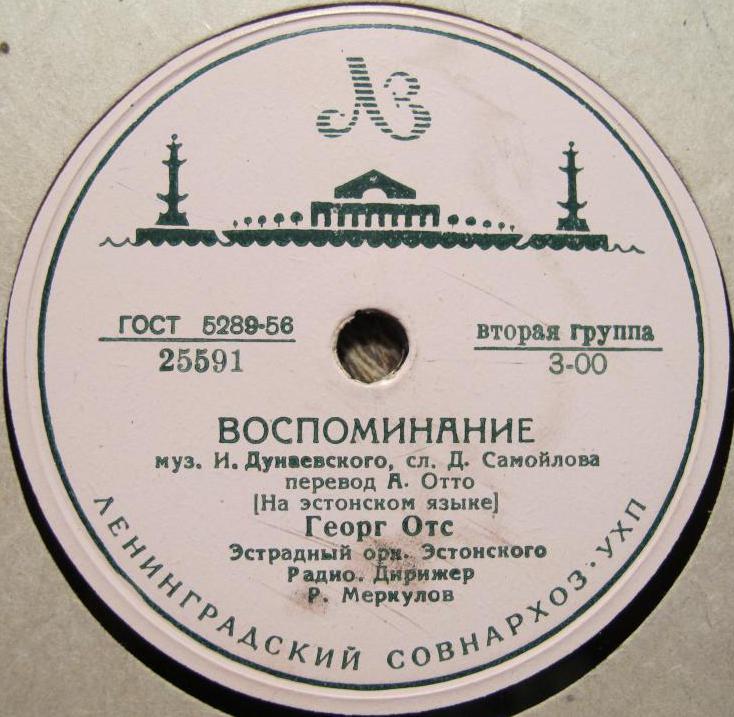 ЛЗ
ГОСТ 5289-56
25591
вторая группа
3-00
ВОСПОМИНАНИЕ
муз. И. Дунаевского, сл. Д. Самойлова
перевод А. Отто
[На эстонском языке]
Георг Отс
Эстрадный орк. Эстонского
Радио. Дирижер
Р. Меркулов
ЛЕНИНГРАДСКИЙ СОВНАРХОЗ·УХП